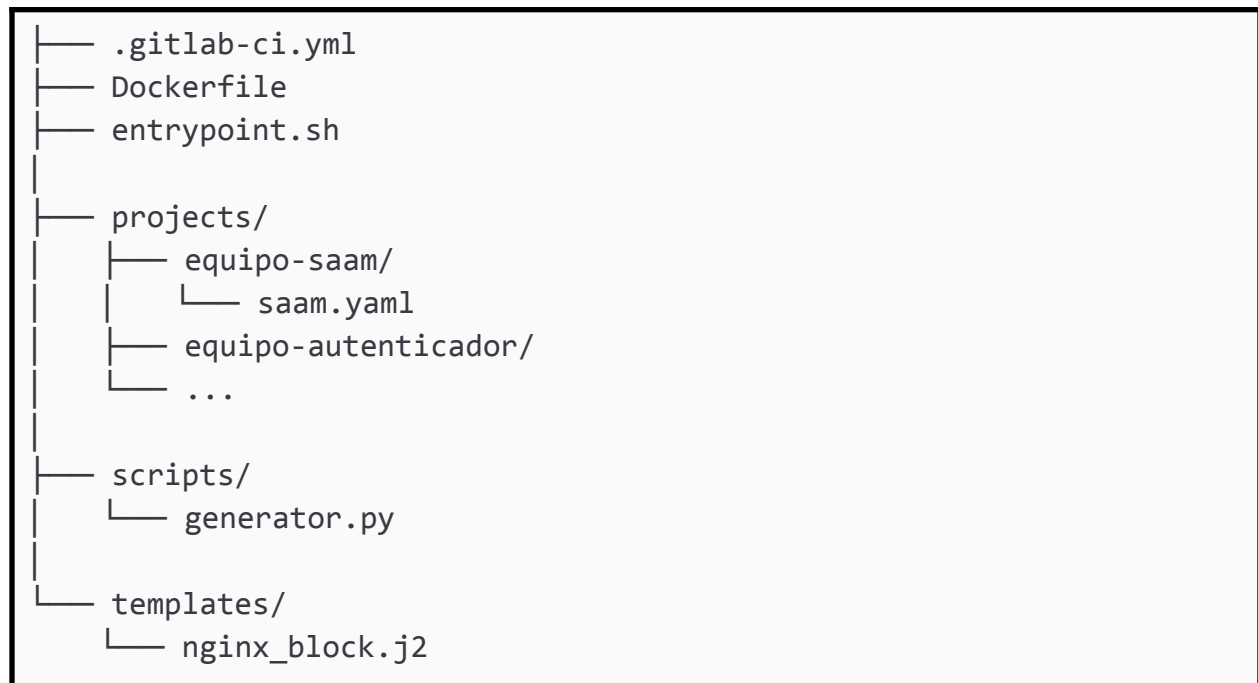 ├── .gitlab-ci.yml
├── Dockerfile
├── entrypoint.sh
│
├── projects/
│   ├── equipo-saam/
│   │   └── saam.yaml
│   ├── equipo-autenticador/
│   └── ...
│
├── scripts/
│   └── generator.py
│
└── templates/
    └── nginx_block.j2